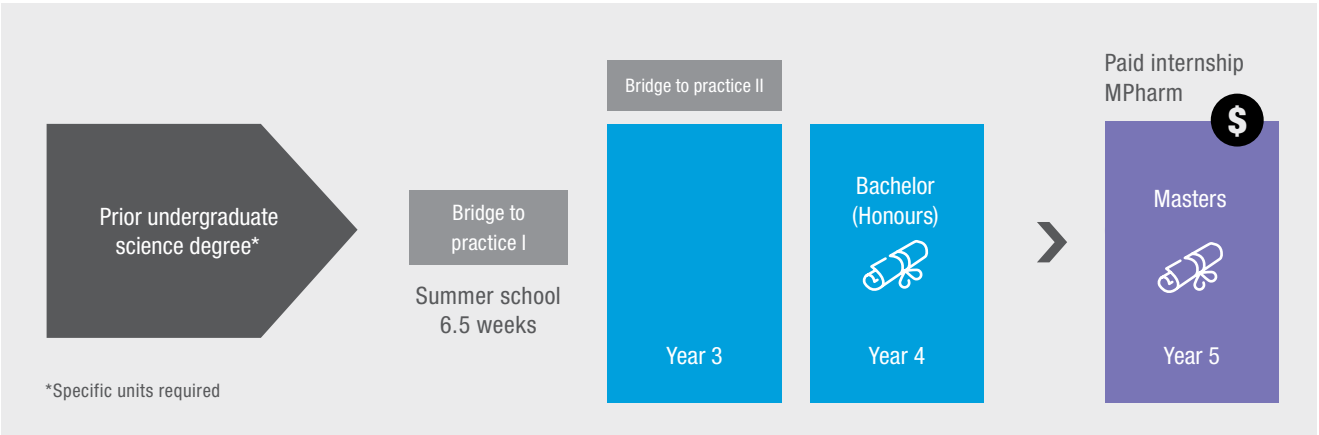 Prior undergraduate
science degree*
*Specific units required
Bridge to
practice I
Summer school
6.5 weeks
Bridge to practice II
Year 3
Bachelor
(Honours)
Year 4
Paid internship
MPharm
$
Masters
Year 5